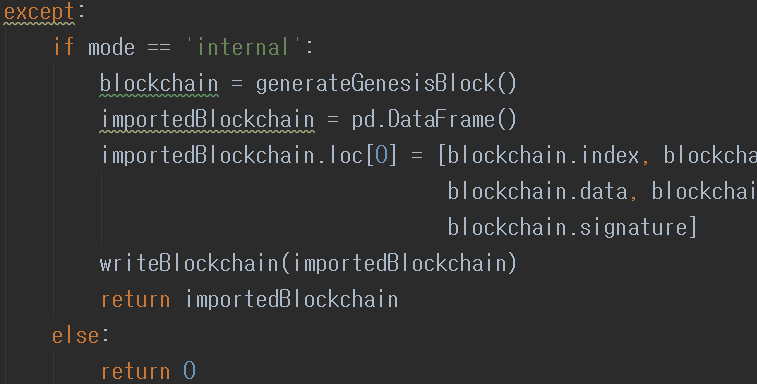 except:
if mode == 'internal':
blockchain = generateGenesisBlock()
importedBlockchain = pd.DataFrame()
importedBlockchain.loc[0] = [blockchain.index, blockcha
blockchain.data, blockchai
blockchain.signature]
writeBlockchain(importedBlockchain)
return importedBlockchain
else:
return 0